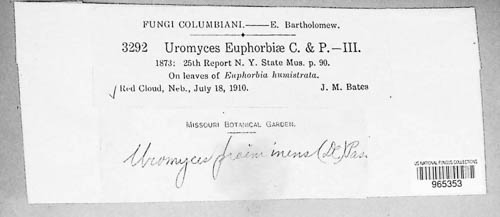 FUNGI COLUMBIANI.—E. Bartholomew.
3292 Uromyces Euphorbiæ C. & P.—III.
1873: 25th Report N. Y. State Mus. p. 90.
On leaves of Euphorbia humistrata.
Red Cloud, Neb., July 18, 1910. J. M. Bates
MISSOURI BOTANICAL GARDEN.
Uromyces proëminens (DC) Pas.
US NATIONAL FUNGUS COLLECTIONS
965353